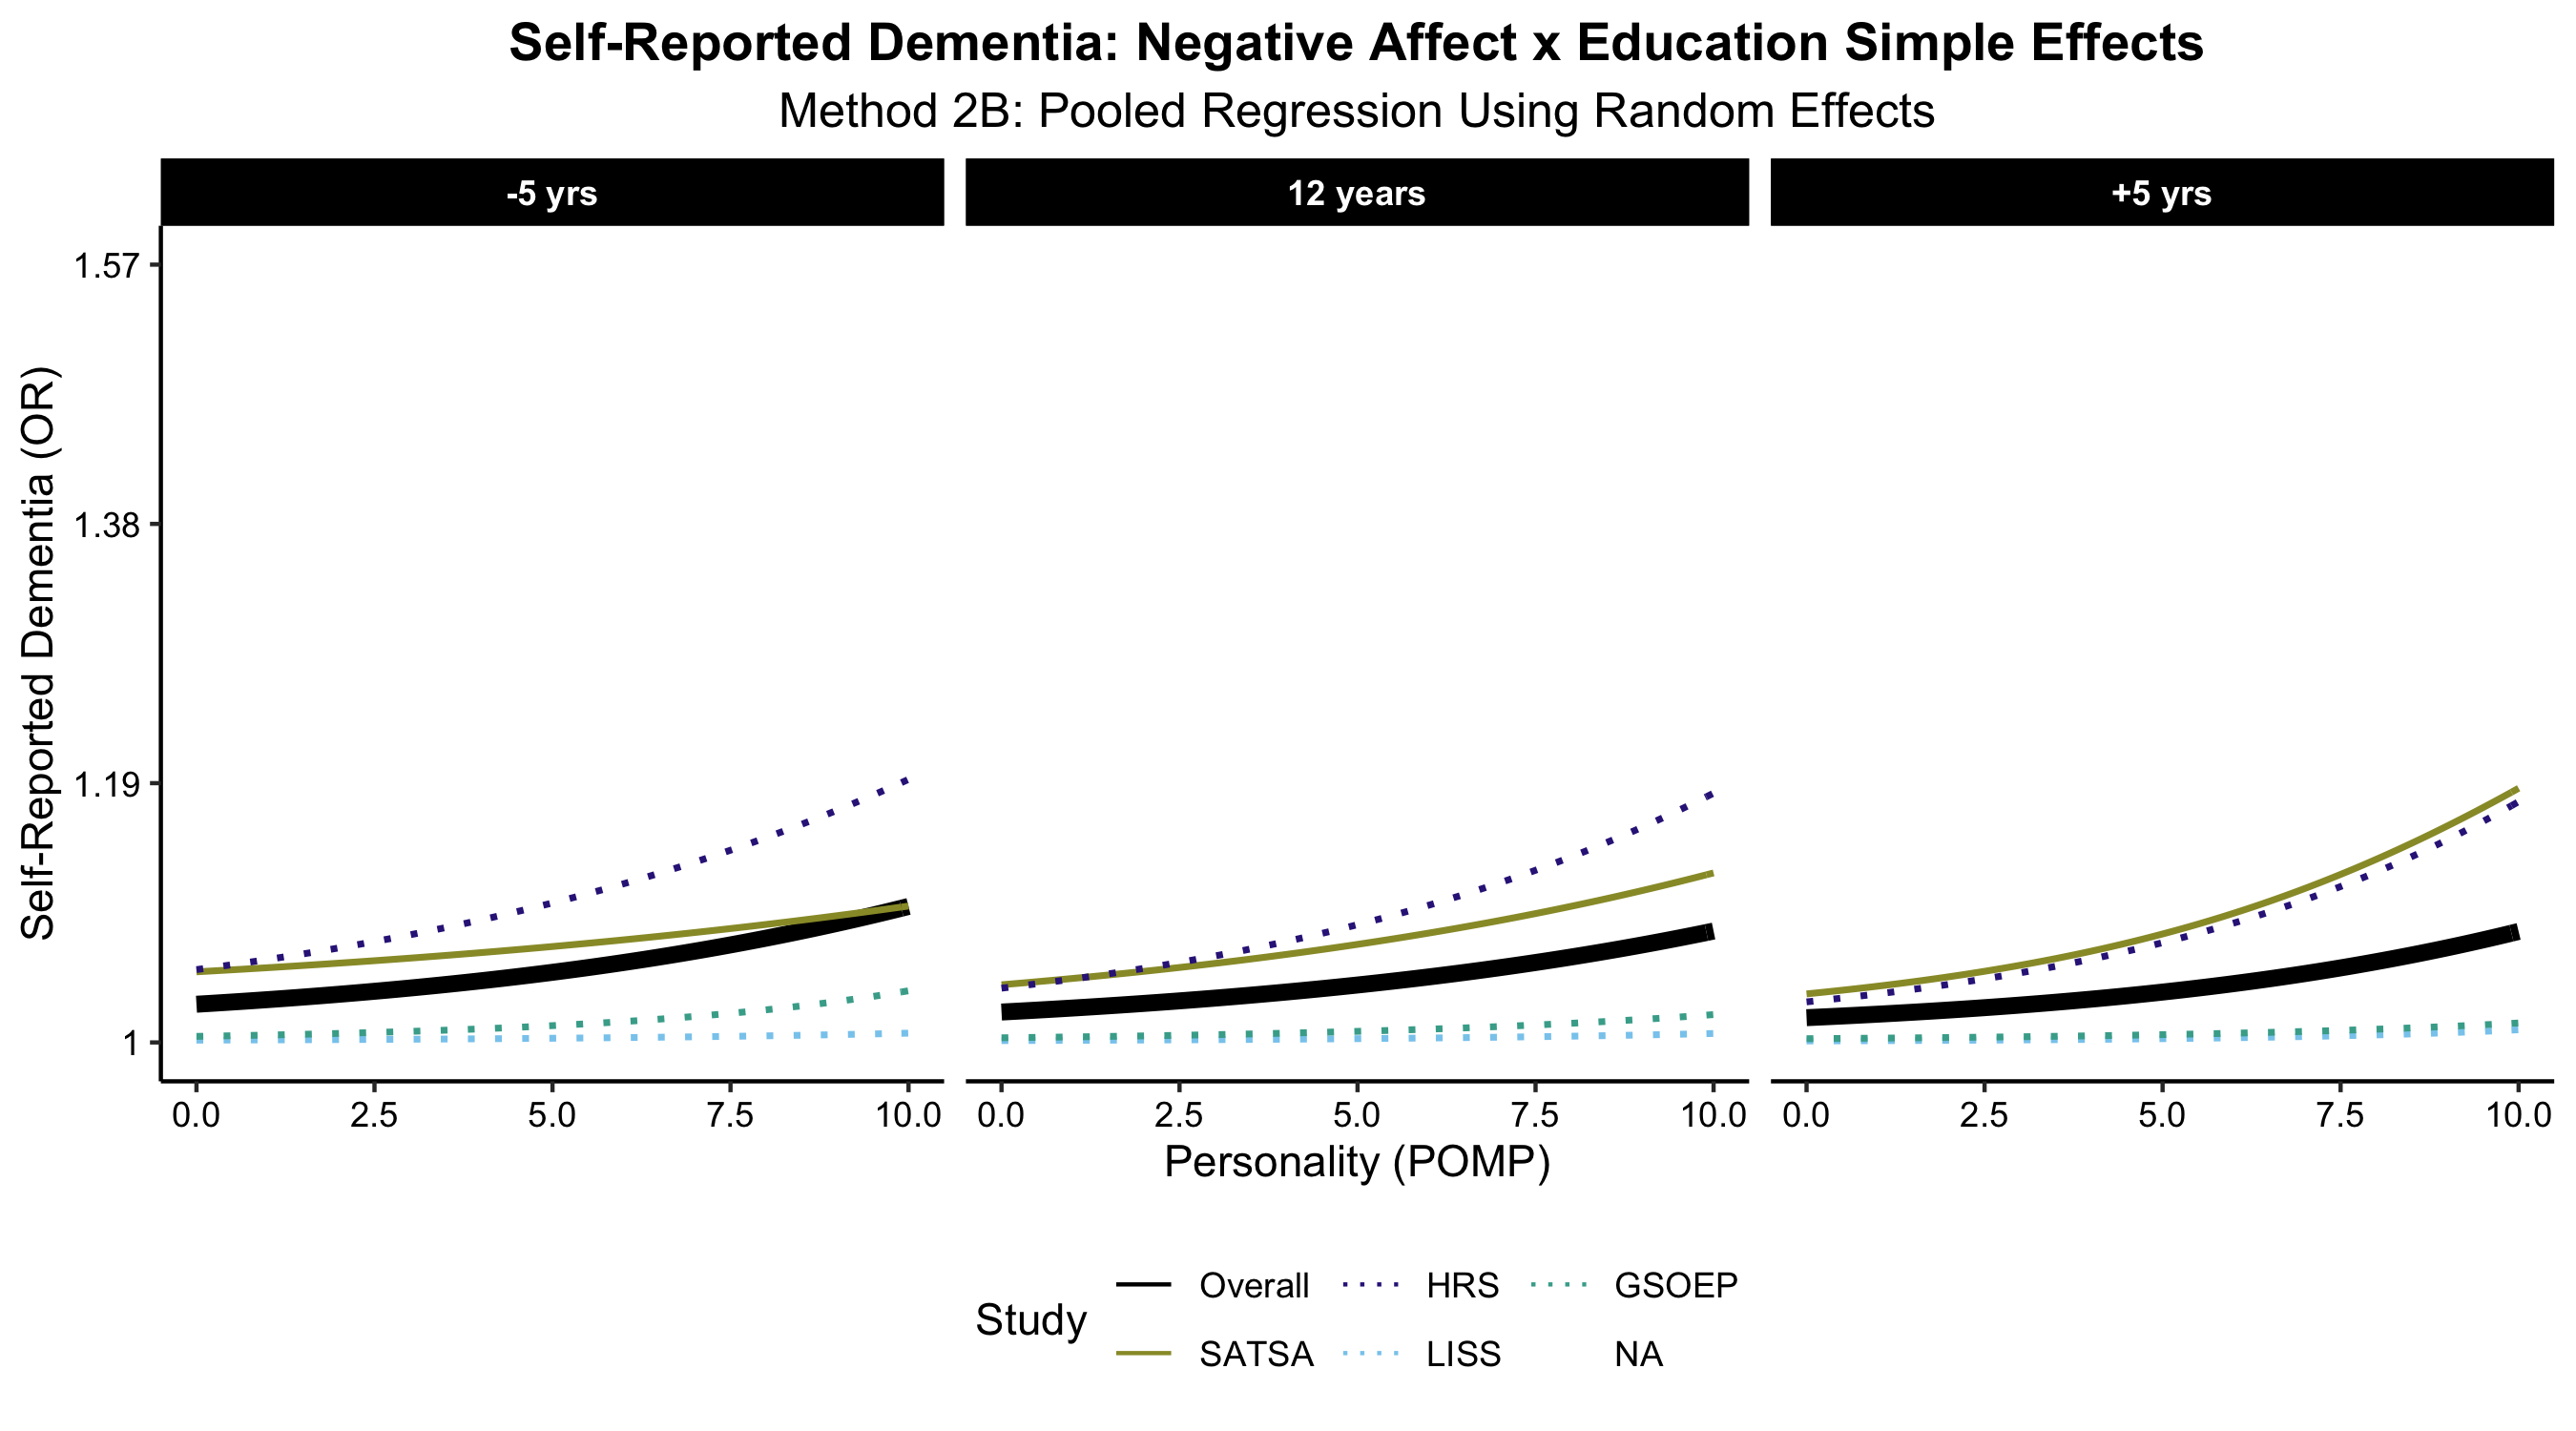 Self-Reported Dementia: Negative Affect x Education Simple Effects
Method 2B: Pooled Regression Using Random Effects
-5 yrs
12 years
+5 yrs
Self-Reported Dementia (OR)
1.57
1.38
1.19
1
0.0 2.5 5.0 7.5 10.0
0.0 2.5 5.0 7.5 10.0
0.0 2.5 5.0 7.5 10.0
Personality (POMP)
Study
Overall HRS GSOEP
SATSA LISS NA